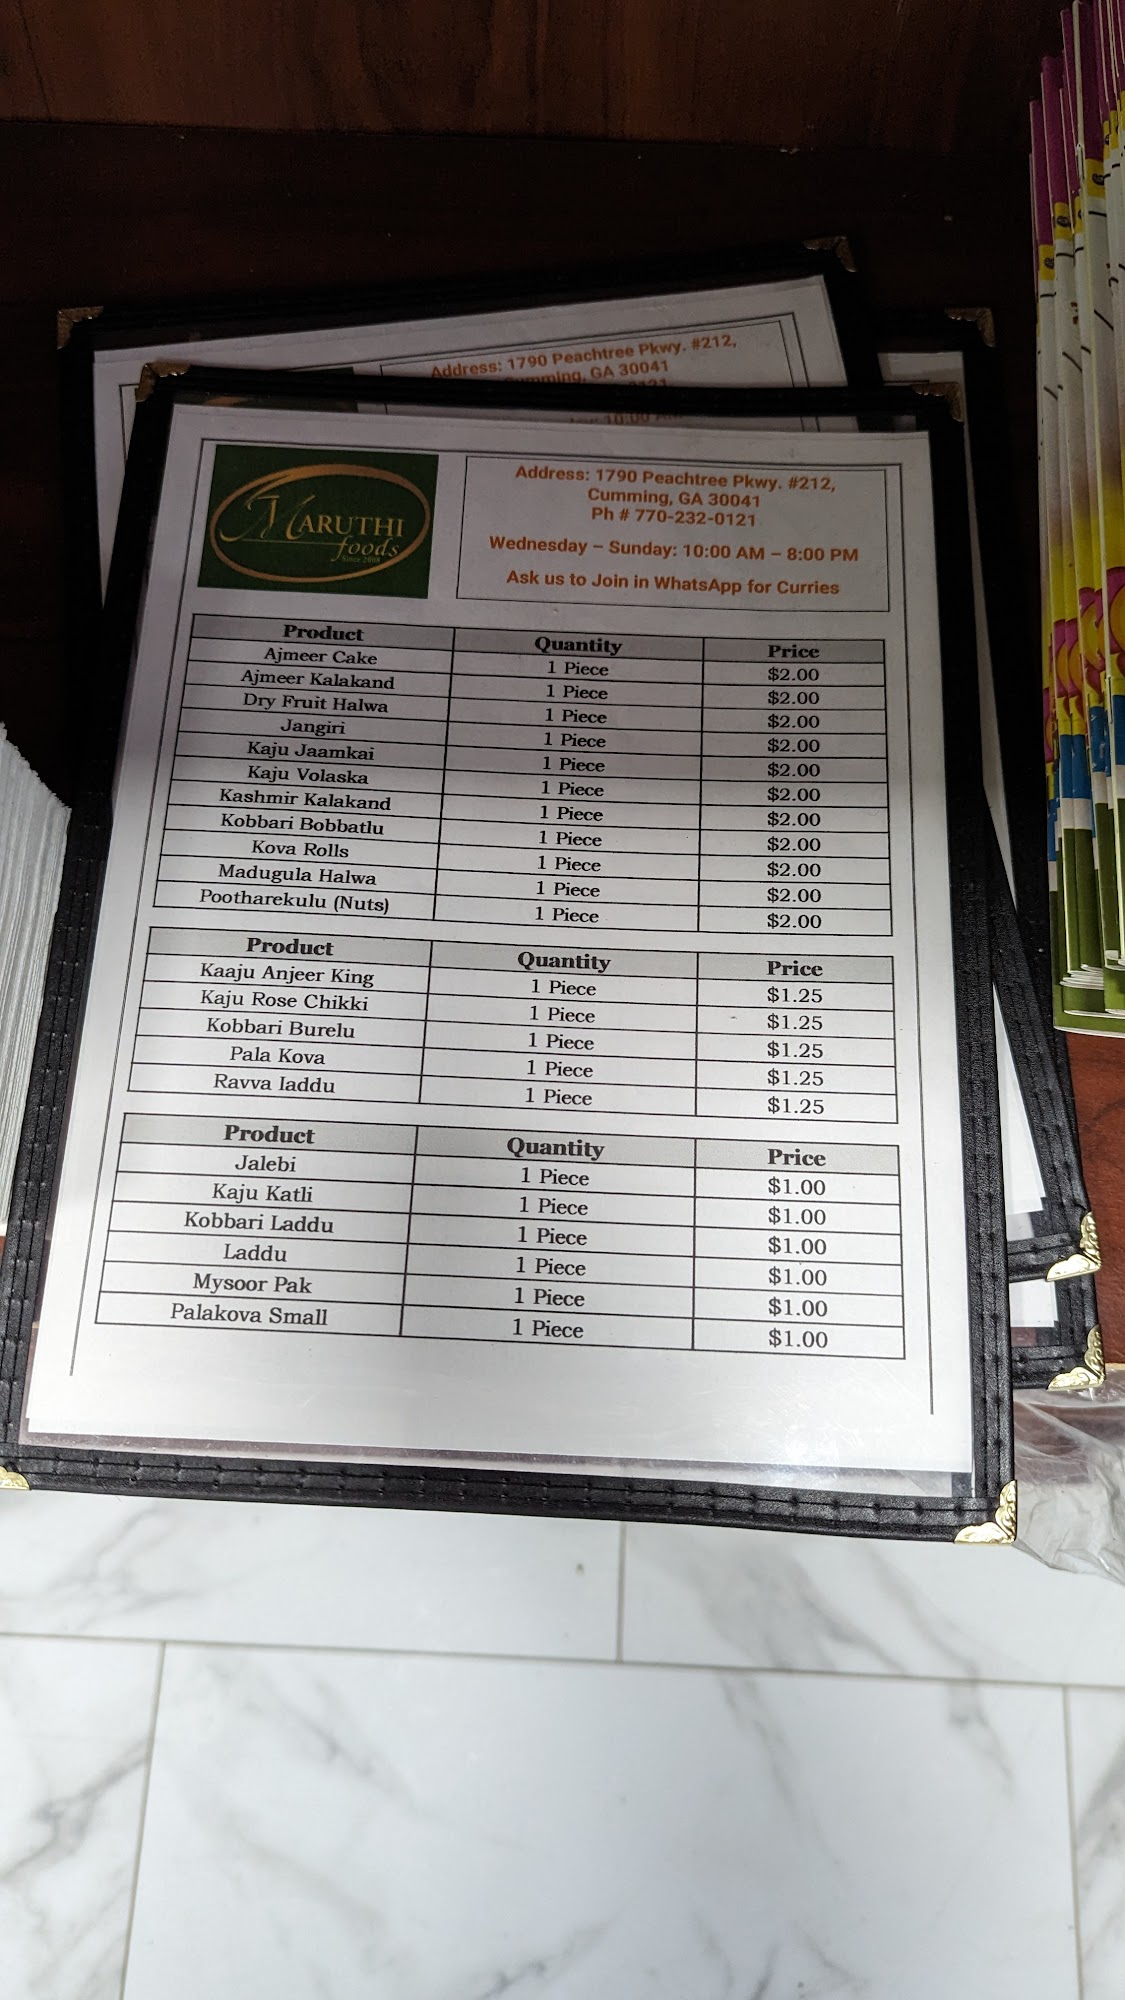 Address: 1790 Peachtree Pkwy. #212,
GA 30041
MARUTHI
foods
Since 2008
Address: 1790 Peachtree Pkwy. #212,
Cumming, GA 30041
Ph # 770-232-0121
Wednesday – Sunday: 10:00 AM – 8:00 PM
Ask us to Join in WhatsApp for Curries
Product Quantity Price
Ajmeer Cake 1 Piece $2.00
Ajmeer Kalakand 1 Piece $2.00
Dry Fruit Halwa 1 Piece $2.00
Jangiri 1 Piece $2.00
Kaju Jaamkai 1 Piece $2.00
Kaju Volaska 1 Piece $2.00
Kashmir Kalakand 1 Piece $2.00
Kobbari Bobbatlu 1 Piece $2.00
Kova Rolls 1 Piece $2.00
Madugula Halwa 1 Piece $2.00
Pootharekulu (Nuts) 1 Piece $2.00
Product Quantity Price
Kaaju Anjeer King 1 Piece $1.25
Kaju Rose Chikki 1 Piece $1.25
Kobbari Burelu 1 Piece $1.25
Pala Kova 1 Piece $1.25
Ravva Iaddu 1 Piece $1.25
Product Quantity Price
Jalebi 1 Piece $1.00
Kaju Katli 1 Piece $1.00
Kobbari Laddu 1 Piece $1.00
Laddu 1 Piece $1.00
Mysoor Pak 1 Piece $1.00
Palakova Small 1 Piece $1.00